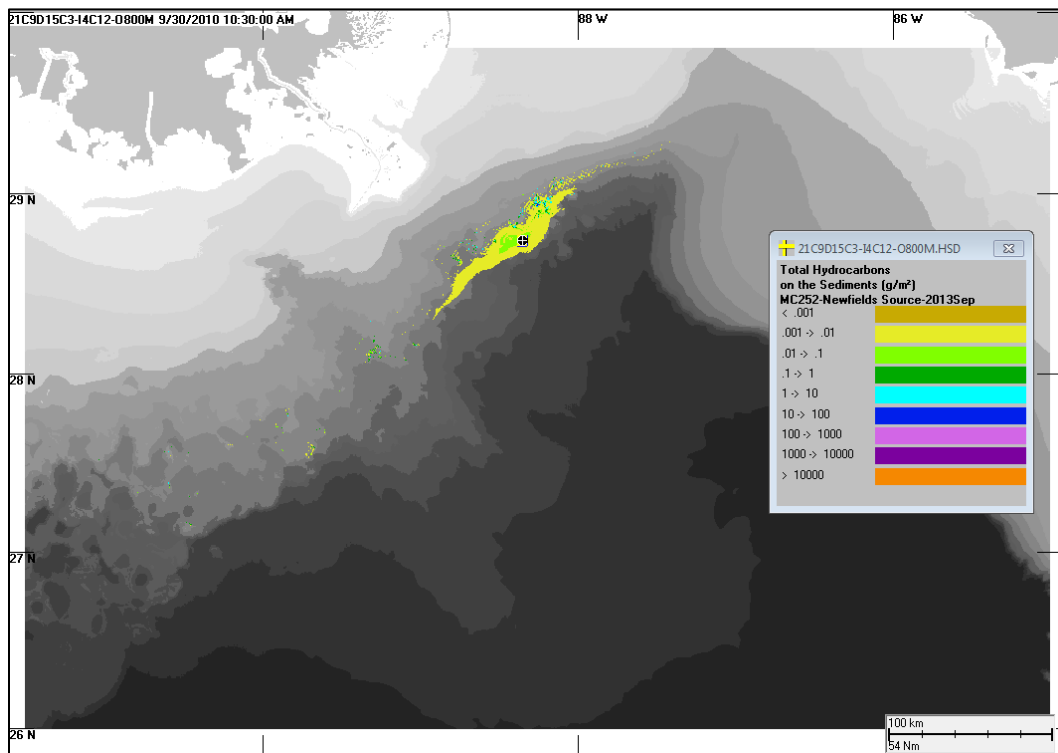 21C9D15C3-I4C12-O800M 9/30/2010 10:30:00 AM
88 W
86 W
29 N
28 N
27 N
26 N
21C9D15C3-I4C12-O800M.HSD
Total Hydrocarbons
on the Sediments (g/m²)
MC252-Newfields Source-2013Sep
< .001
.001 -> .01
.01 -> .1
.1 -> 1
1 -> 10
10 -> 100
100 -> 1000
1000 -> 10000
> 10000
100 km
54 Nm